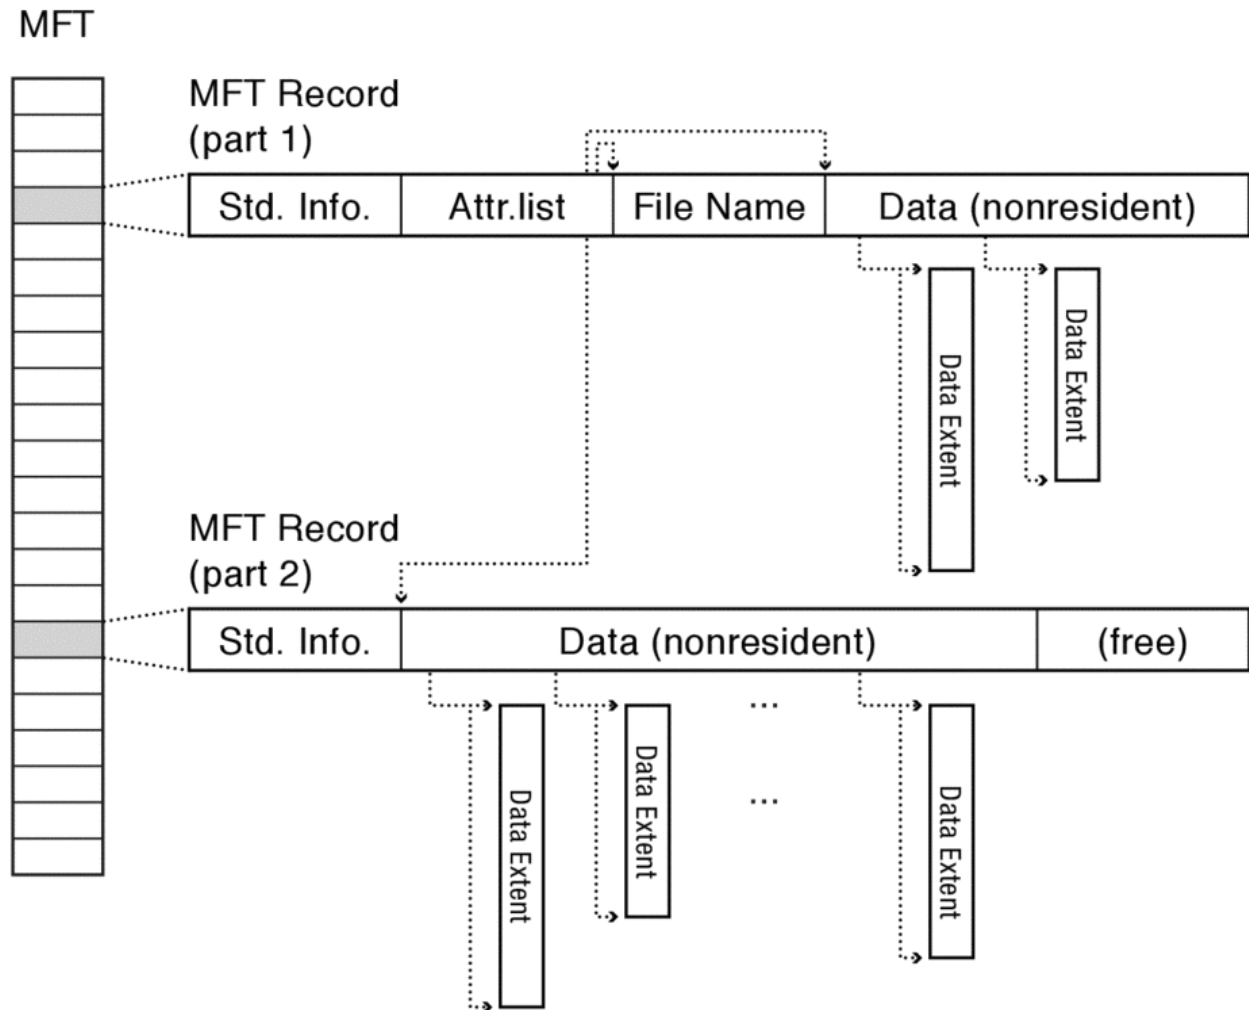 MFT
MFT Record
(part 1)
Std. Info.
Attr.list
File Name
Data (nonresident)
Data Extent
Data Extent
MFT Record
(part 2)
Std. Info.
Data (nonresident)
(free)
Data Extent
Data Extent
...
...
Data Extent